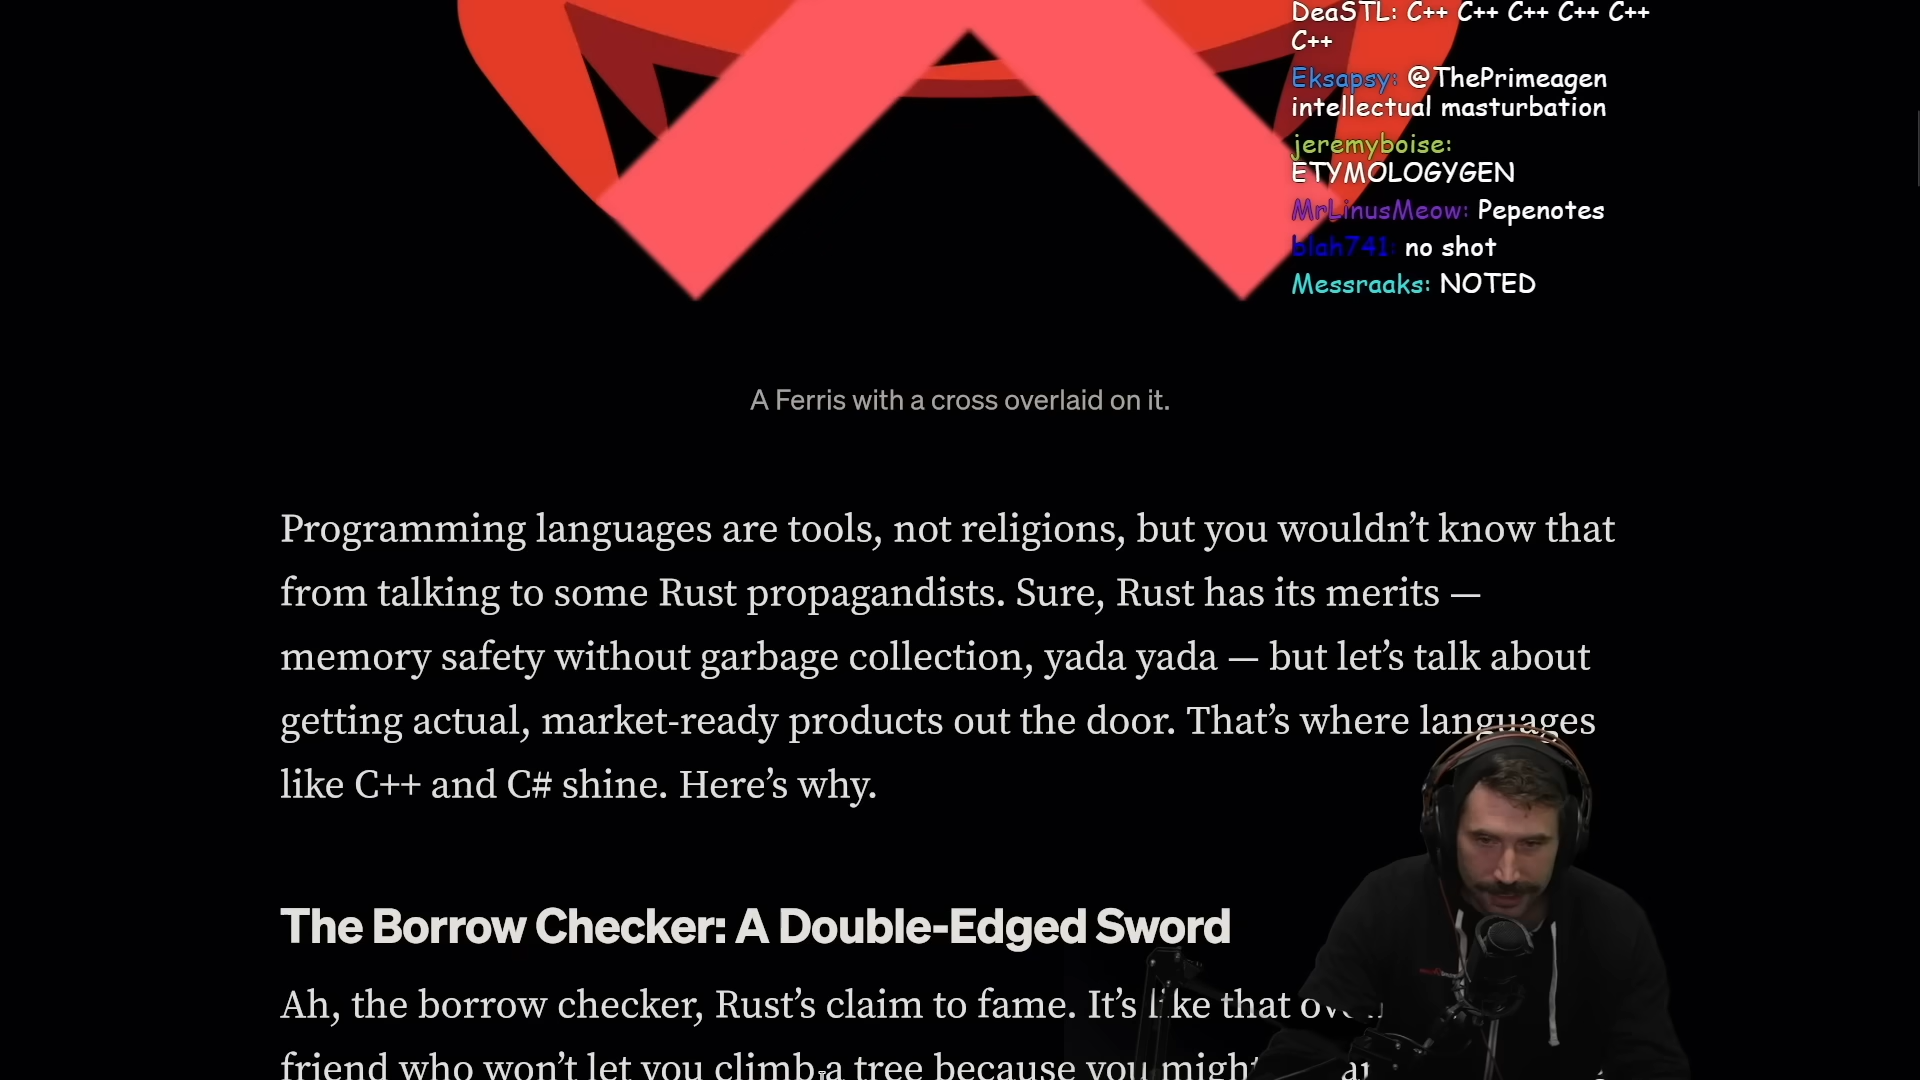 DeaSTL: C++ C++ C++ C++ C++
C++
Eksapsy: @ThePrimeagen
intellectual masturbation
jeremyboise:
ETYMOLOGYGEN
MrLinusMeow: Pepenotes
blah741: no shot
Messraaks: NOTED
A Ferris with a cross overlaid on it.
Programming languages are tools, not religions, but you wouldn’t know that
from talking to some Rust propagandists. Sure, Rust has its merits —
memory safety without garbage collection, yada yada — but let’s talk about
getting actual, market-ready products out the door. That’s where languages
like C++ and C# shine. Here’s why.
The Borrow Checker: A Double-Edged Sword
Ah, the borrow checker, Rust’s claim to fame. It’s like that
friend who won’t let you climb a tree because you might